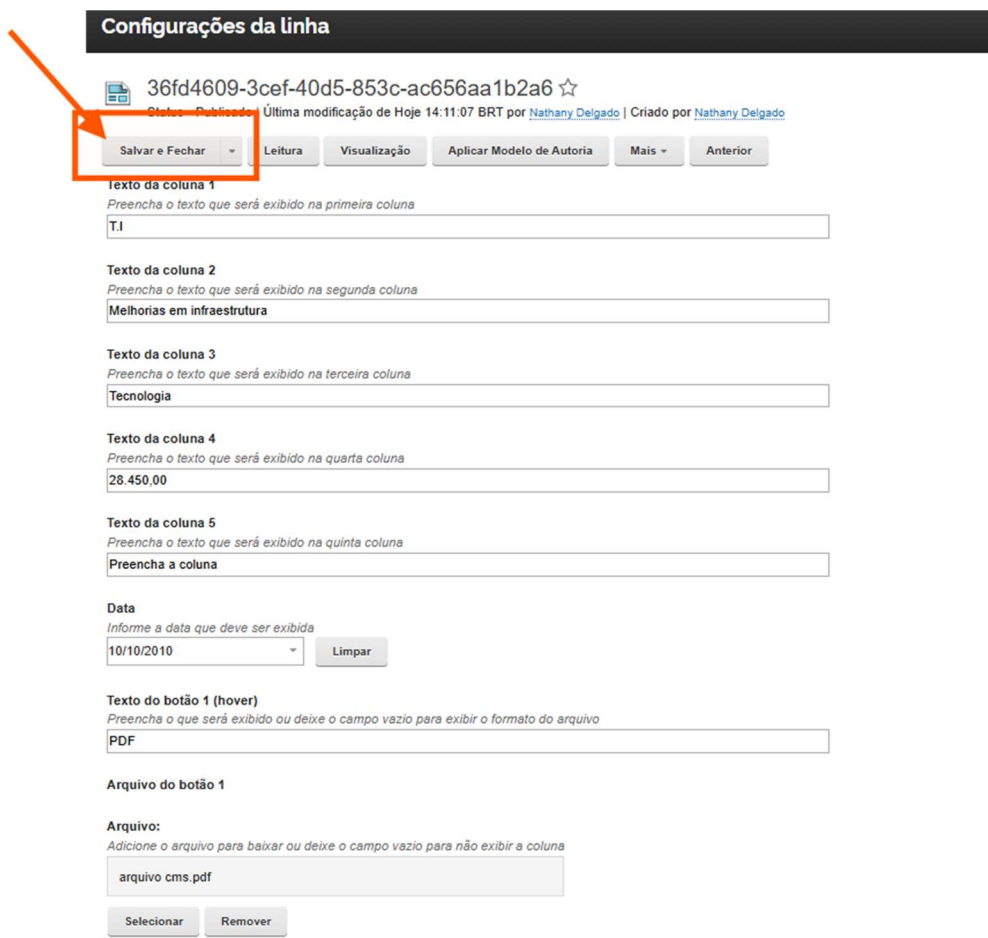 Configurações da linha
36fd4609-3cef-40d5-853c-ac656aa1b2a6
Status Publicado | Última modificação de Hoje 14:11:07 BRT por Nathany Delgado | Criado por Nathany Delgado
Salvar e Fechar Leitura Visualização Aplicar Modelo de Autoria Mais Anterior
Texto da coluna 1
Preencha o texto que será exibido na primeira coluna
T.I
Texto da coluna 2
Preencha o texto que será exibido na segunda coluna
Melhorias em infraestrutura
Texto da coluna 3
Preencha o texto que será exibido na terceira coluna
Tecnologia
Texto da coluna 4
Preencha o texto que será exibido na quarta coluna
28.450,00
Texto da coluna 5
Preencha o texto que será exibido na quinta coluna
Preencha a coluna
Data
Informe a data que deve ser exibida
10/10/2010 Limpar
Texto do botão 1 (hover)
Preencha o que será exibido ou deixe o campo vazio para exibir o formato do arquivo
PDF
Arquivo do botão 1
Arquivo:
Adicione o arquivo para baixar ou deixe o campo vazio para não exibir a coluna
arquivo cms.pdf
Selecionar Remover